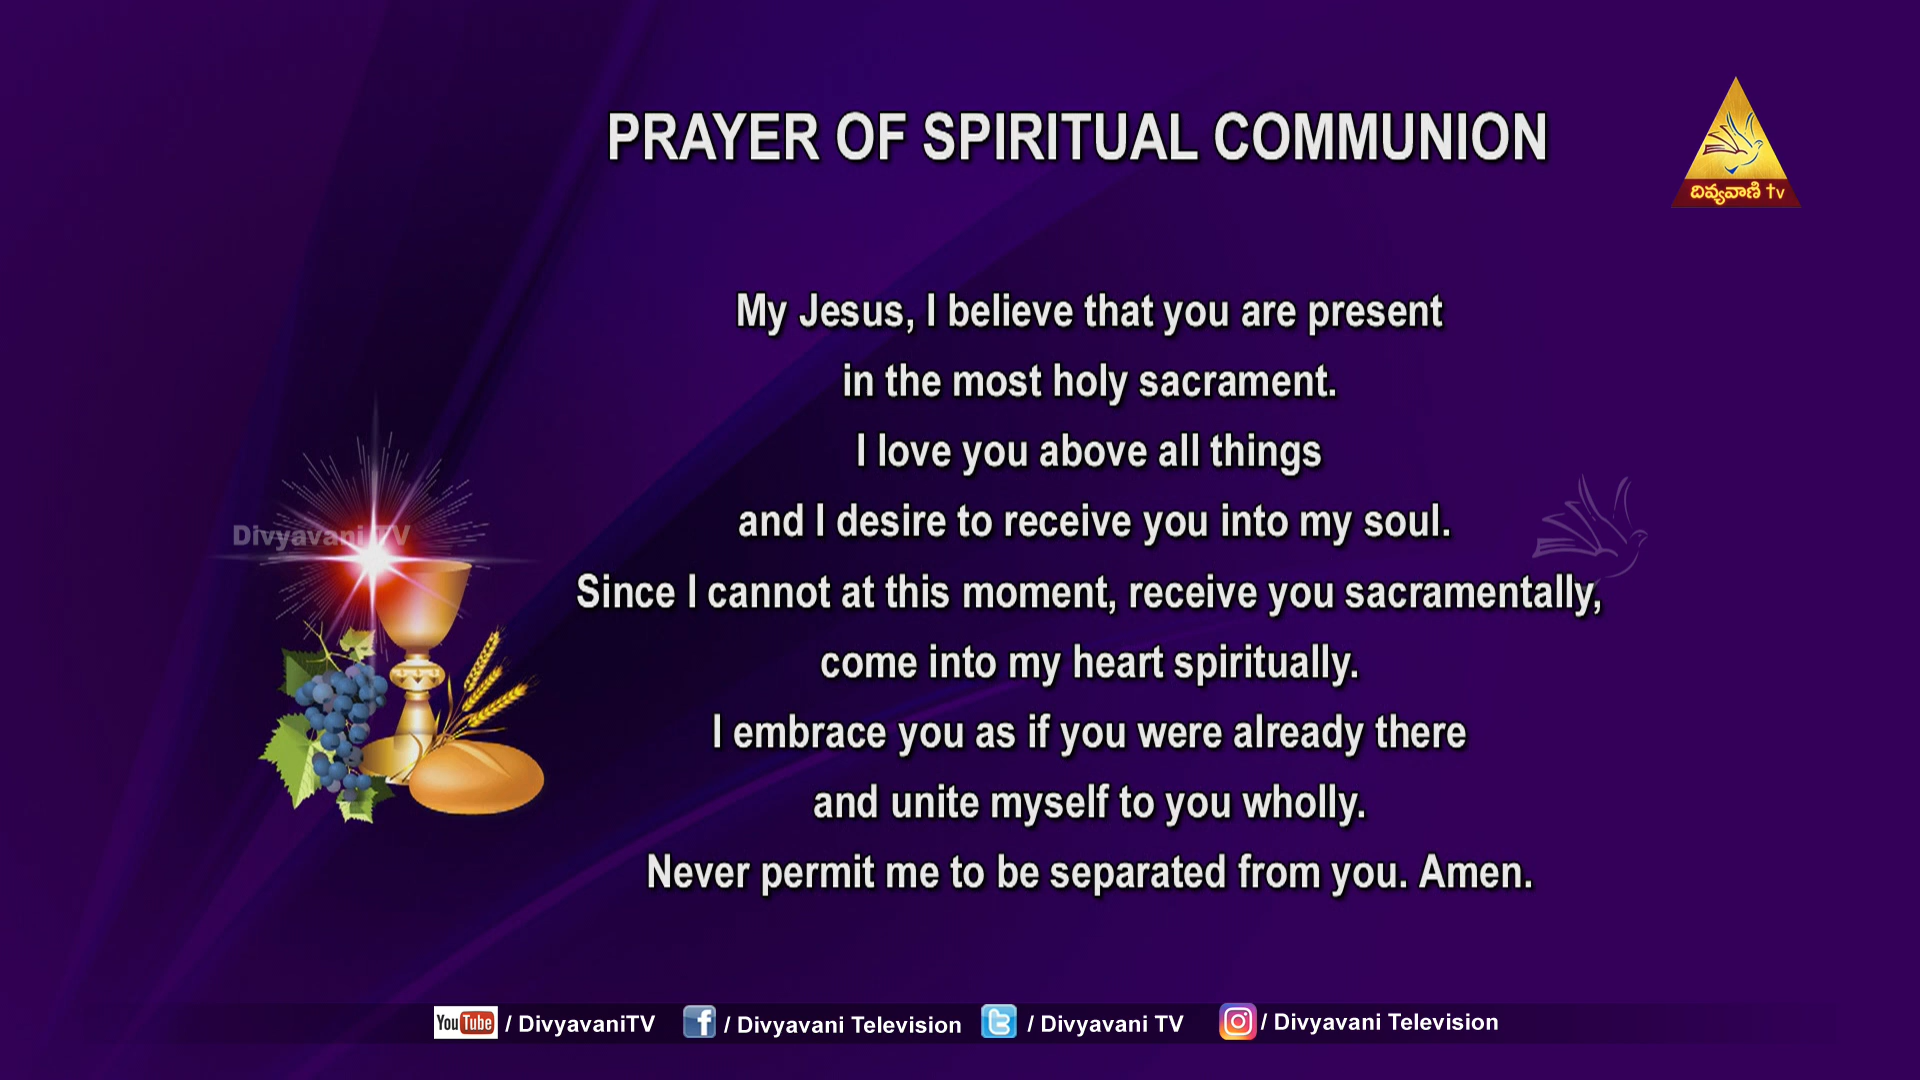 PRAYER OF SPIRITUAL COMMUNION
దివ్యవాణి tv
My Jesus, I believe that you are present
in the most holy sacrament.
I love you above all things
and I desire to receive you into my soul.
Divyavani TV
Since I cannot at this moment, receive you sacramentally,
come into my heart spiritually.
I embrace you as if you were already there
and unite myself to you wholly.
Never permit me to be separated from you. Amen.
YouTube / DivyavaniTV f / Divyavani Television t / Divyavani TV / Divyavani Television